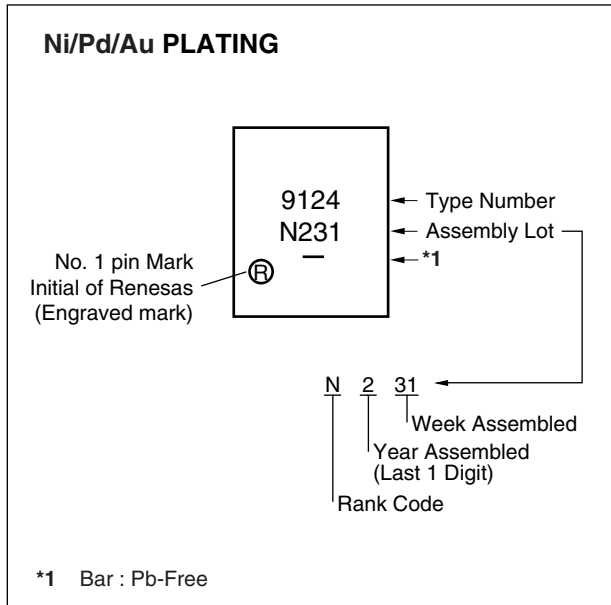 Ni/Pd/Au PLATING
9124
N231
Type Number
Assembly Lot
*1
No. 1 pin Mark
Initial of Renesas
(Engraved mark)
R
N 2 31
Week Assembled
Year Assembled
(Last 1 Digit)
Rank Code
*1 Bar : Pb-Free